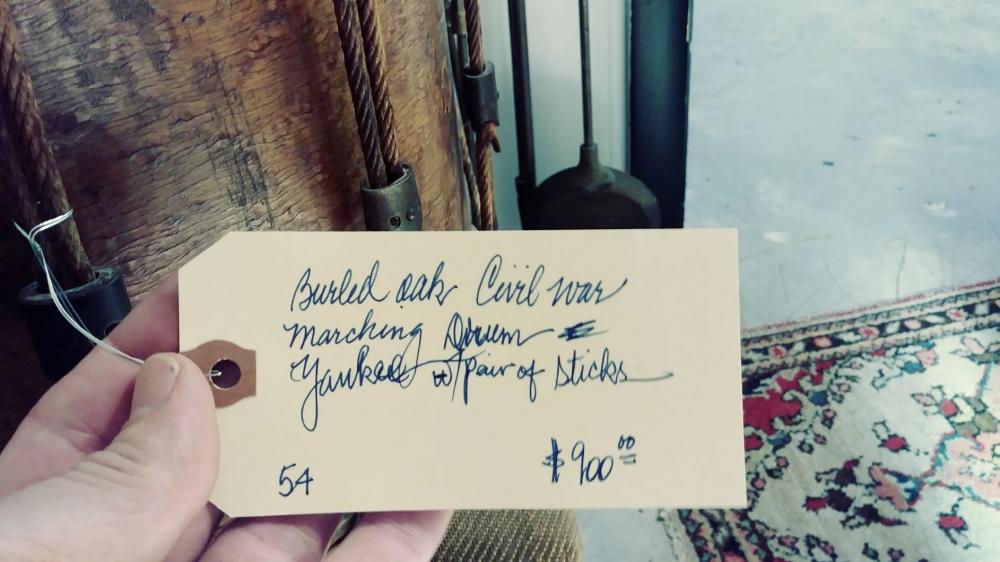 Burled oak Civil war
marching Drum
Yankee w/pair of sticks
54
$900.00